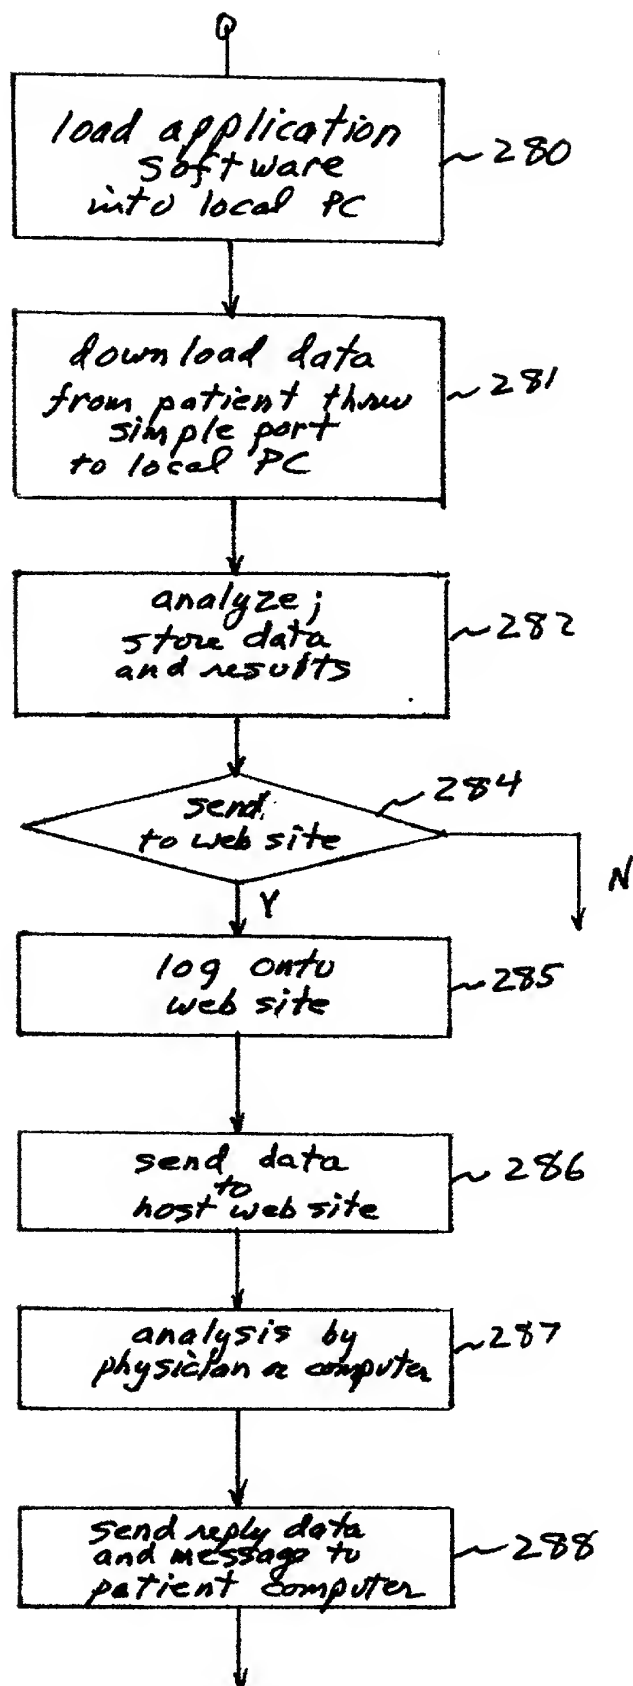 load application
software
into local PC
280
download data
from patient thru
simple port
to local PC
281
analyze;
store data
and results
282
send
to web site
284
N
Y
log onto
web site
285
send data
to
host web site
286
analysis by
physician or computer
287
send reply data
and message to
patient computer
288